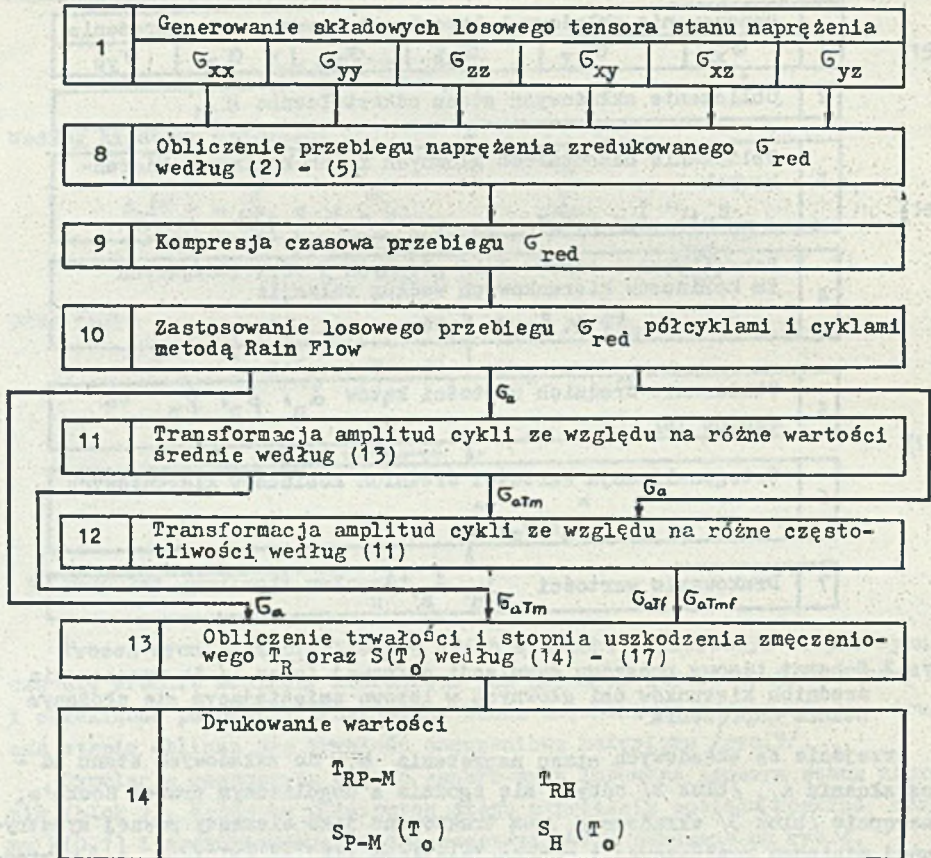 1 Generowanie składowych losowego tensora stanu naprężenia
σxx σyy σzz σxy σxz σyz
8 Obliczenie przebiegu naprężenia zredukowanego σred
według (2) - (5)
9 Kompresja czasowa przebiegu σred
10 Zastosowanie losowego przebiegu σred półcyklami i cyklami
metodą Rain Flow
σa
11 Transformacja amplitud cykli ze względu na różne wartości
średnie według (13)
σaTm σa
12 Transformacja amplitud cykli ze względu na różne często-
tliwości według (11)
σa σaTm σaTf σaTmf
13 Obliczenie trwałości i stopnia uszkodzenia zmęczenio-
wego TR oraz S(To) według (14) - (17)
Drukowanie wartości
14
TRP-M TRH
SP-M(To) SH(To)